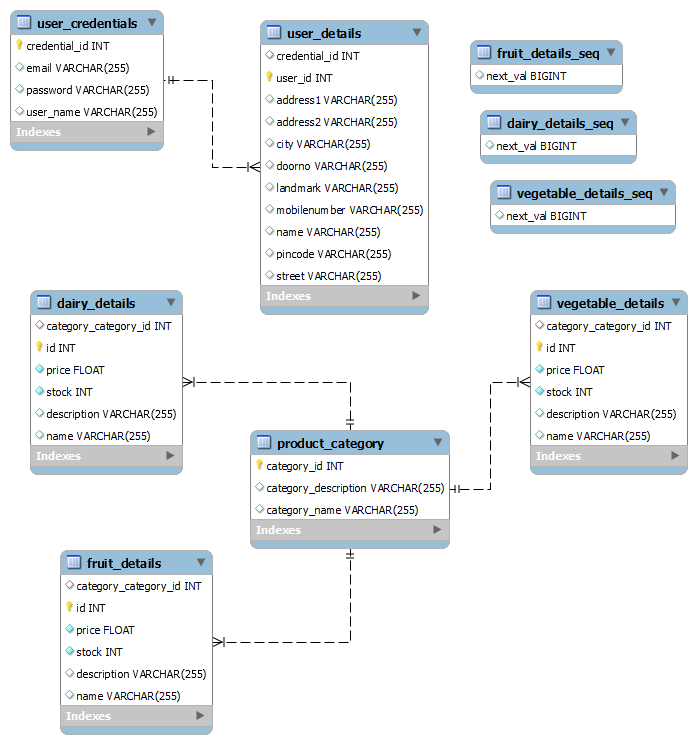 user_credentials
credential_id INT
email VARCHAR(255)
password VARCHAR(255)
user_name VARCHAR(255)
Indexes
user_details
credential_id INT
user_id INT
address1 VARCHAR(255)
address2 VARCHAR(255)
city VARCHAR(255)
doorno VARCHAR(255)
landmark VARCHAR(255)
mobilenumber VARCHAR(255)
name VARCHAR(255)
pincode VARCHAR(255)
street VARCHAR(255)
Indexes
fruit_details_seq
next_val BIGINT
dairy_details_seq
next_val BIGINT
vegetable_details_seq
next_val BIGINT
dairy_details
category_category_id INT
id INT
price FLOAT
stock INT
description VARCHAR(255)
name VARCHAR(255)
Indexes
vegetable_details
category_category_id INT
id INT
price FLOAT
stock INT
description VARCHAR(255)
name VARCHAR(255)
Indexes
product_category
category_id INT
category_description VARCHAR(255)
category_name VARCHAR(255)
Indexes
fruit_details
category_category_id INT
id INT
price FLOAT
stock INT
description VARCHAR(255)
name VARCHAR(255)
Indexes